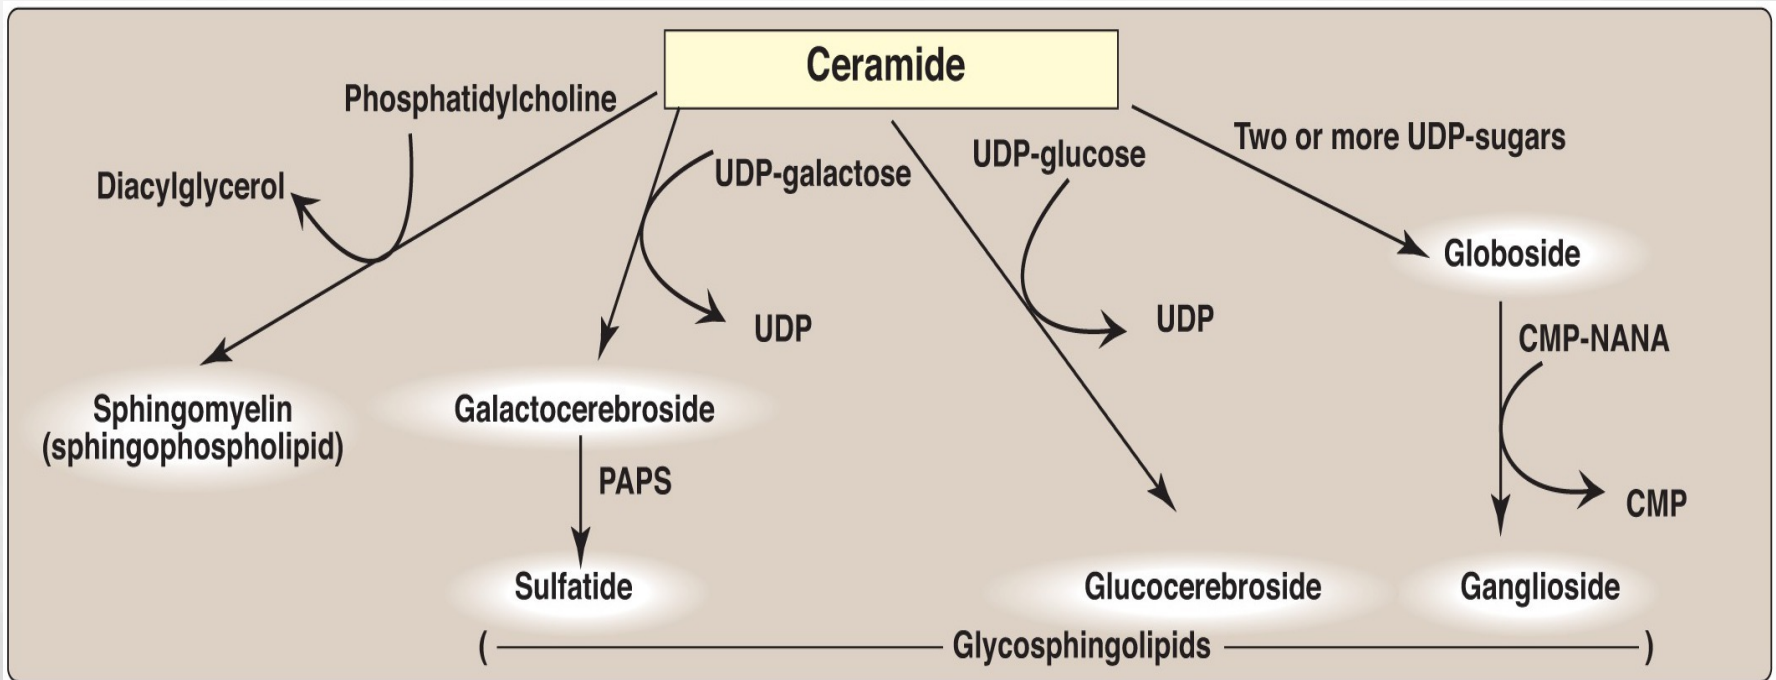 Ceramide
Phosphatidylcholine
Diacylglycerol
UDP-galactose
UDP-glucose
Two or more UDP-sugars
Globoside
UDP
UDP
CMP-NANA
Sphingomyelin
(sphingophospholipid)
Galactocerebroside
PAPS
CMP
Sulfatide
Glucocerebroside
Ganglioside
( Glycosphingolipids )